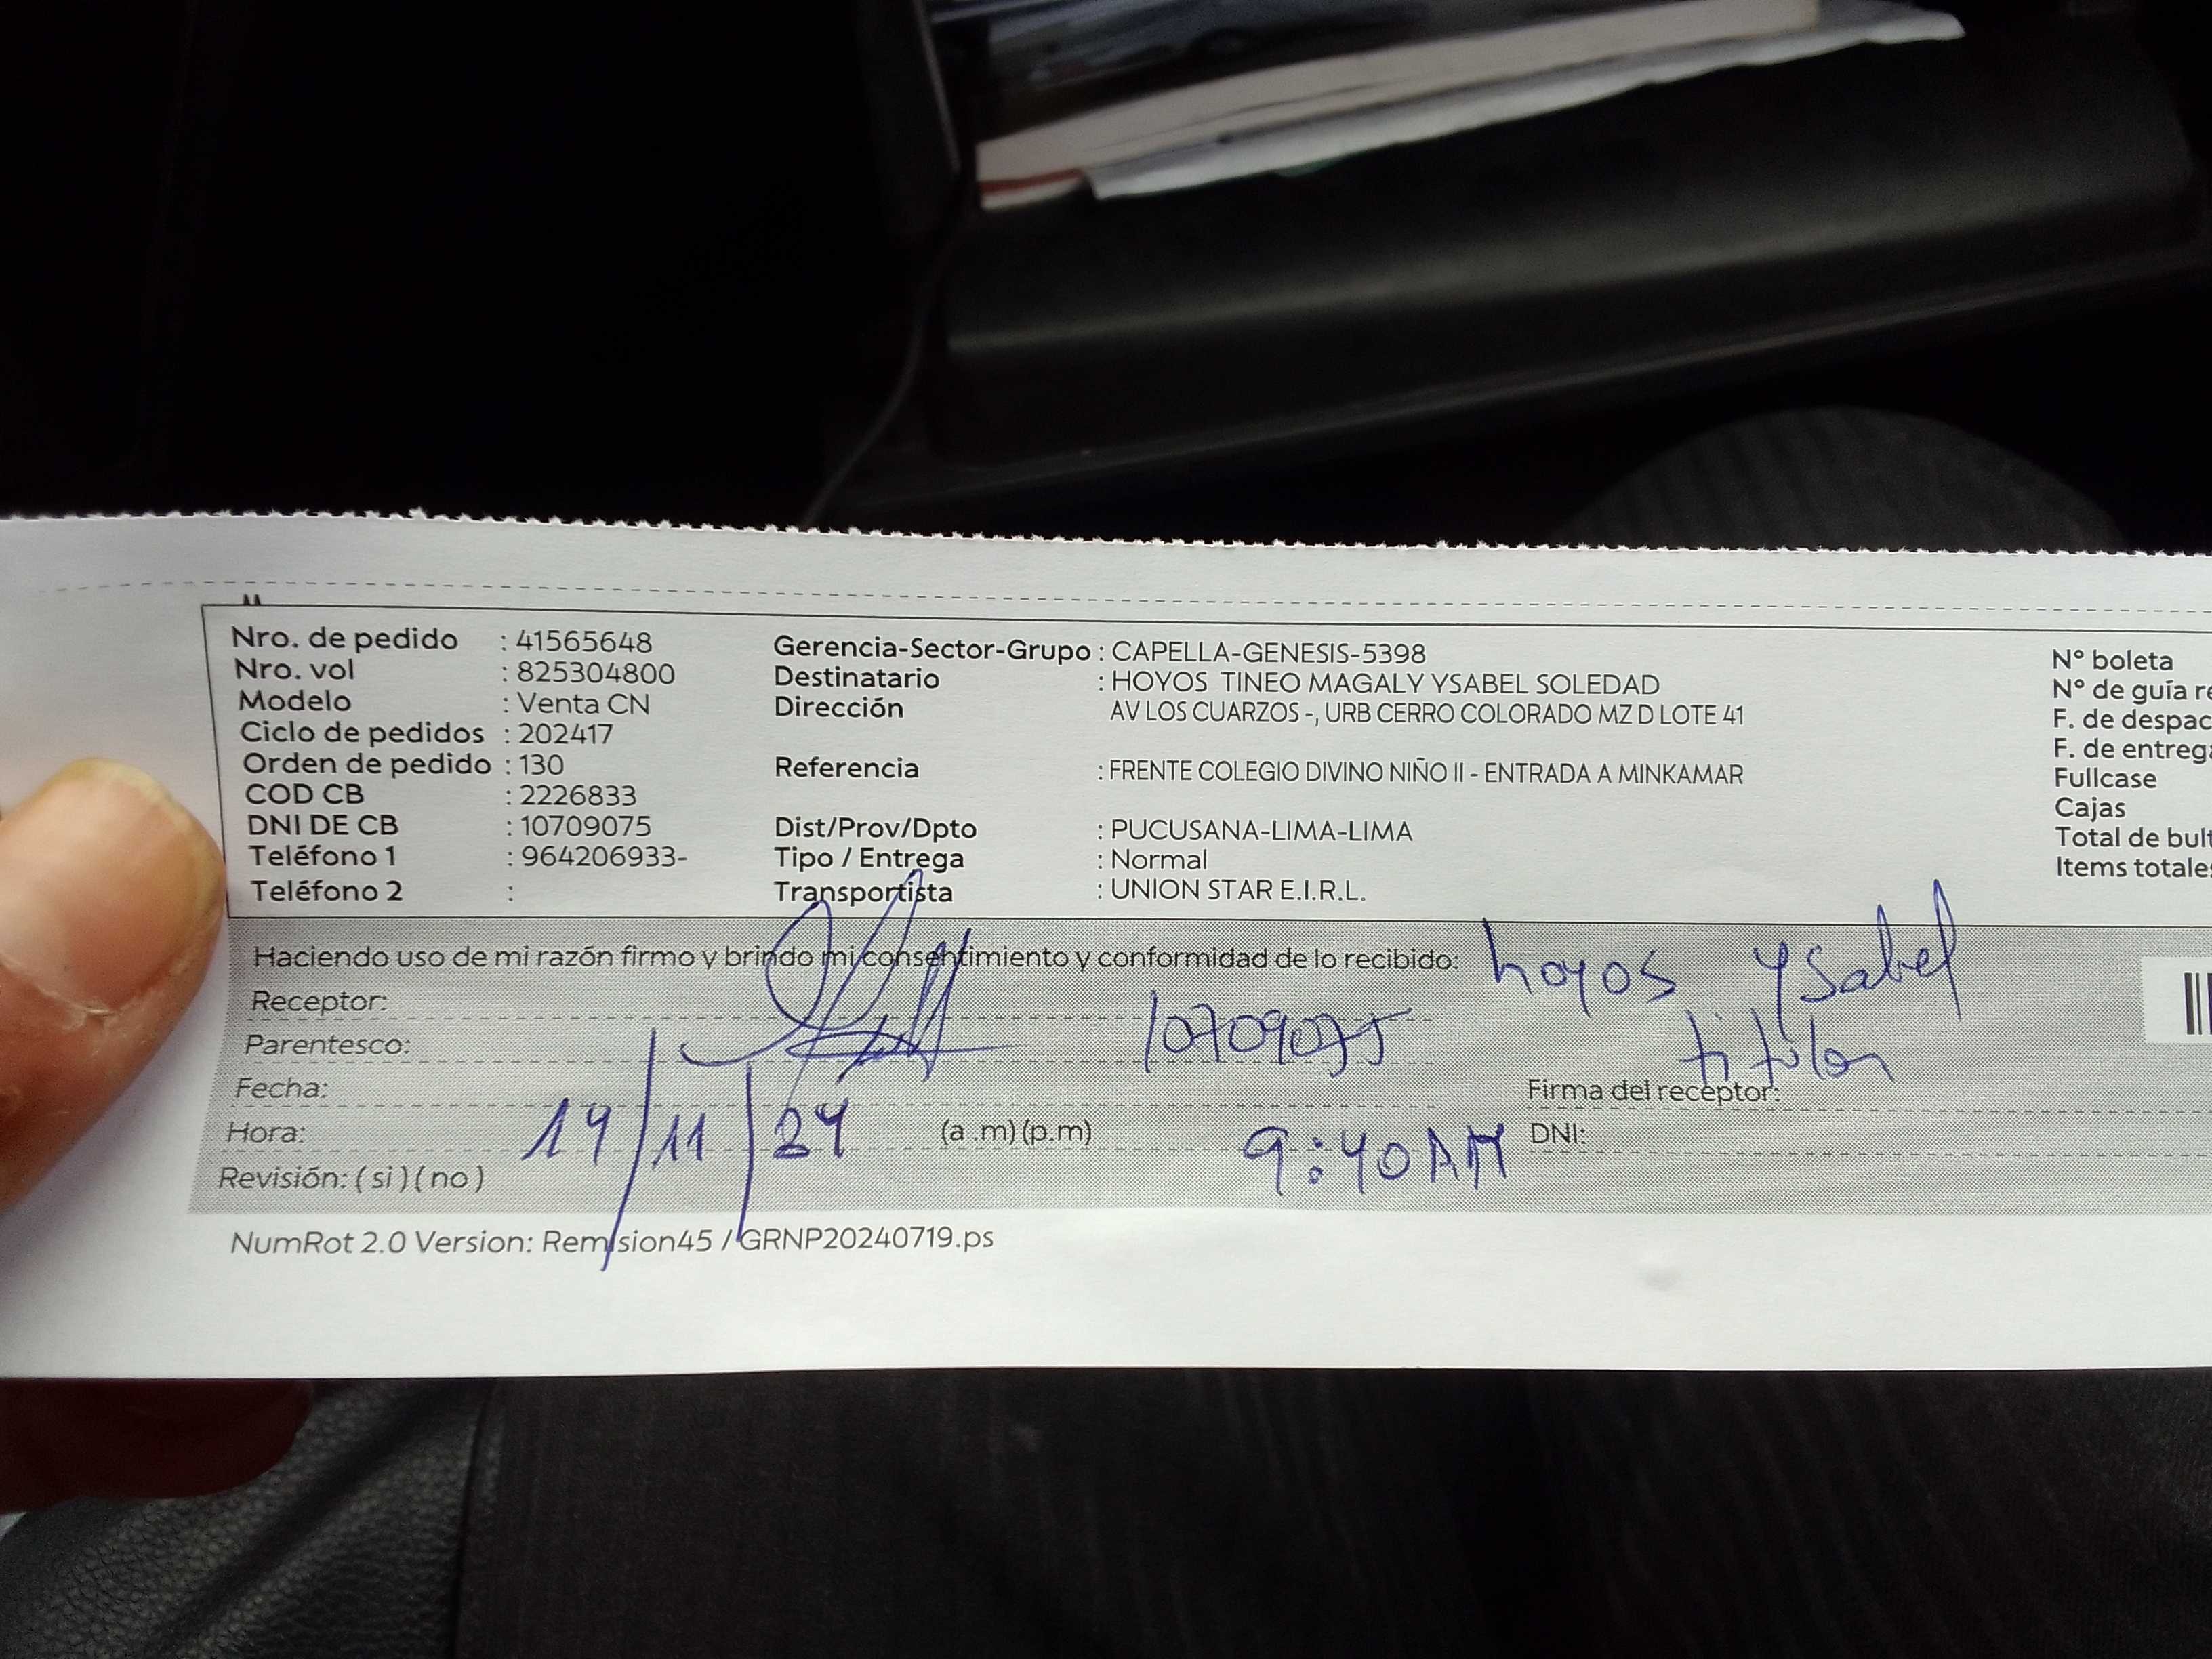 Nro. de pedido : 41565648
Nro. vol : 825304800
Modelo : Venta CN
Ciclo de pedidos : 202417
Orden de pedido : 130
COD CB : 2226833
DNI DE CB : 10709075
Teléfono 1 : 964206933-
Teléfono 2 :
Gerencia-Sector-Grupo : CAPELLA-GENESIS-5398
Destinatario : HOYOS TINEO MAGALY YSABEL SOLEDAD
Dirección AV LOS CUARZOS -, URB CERRO COLORADO MZ D LOTE 41
Referencia : FRENTE COLEGIO DIVINO NIÑO II - ENTRADA A MINKAMAR
Dist/Prov/Dpto : PUCUSANA-LIMA-LIMA
Tipo / Entrega : Normal
Transportista : UNION STAR E.I.R.L.
N° boleta
N° de guía re
F. de despac
F. de entrega
Fullcase
Cajas
Total de bult
Items totales
Haciendo uso de mi razón firmo y brindo mi consentimiento y conformidad de lo recibido: hoyos Ysabel
Receptor:
Parentesco: 10709075 titular
Fecha: Firma del receptor:
Hora: 14/11/24 (a .m) (p.m) 9:40 AM DNI:
Revisión: ( si ) ( no )
NumRot 2.0 Version: Remision45 / GRNP20240719.ps